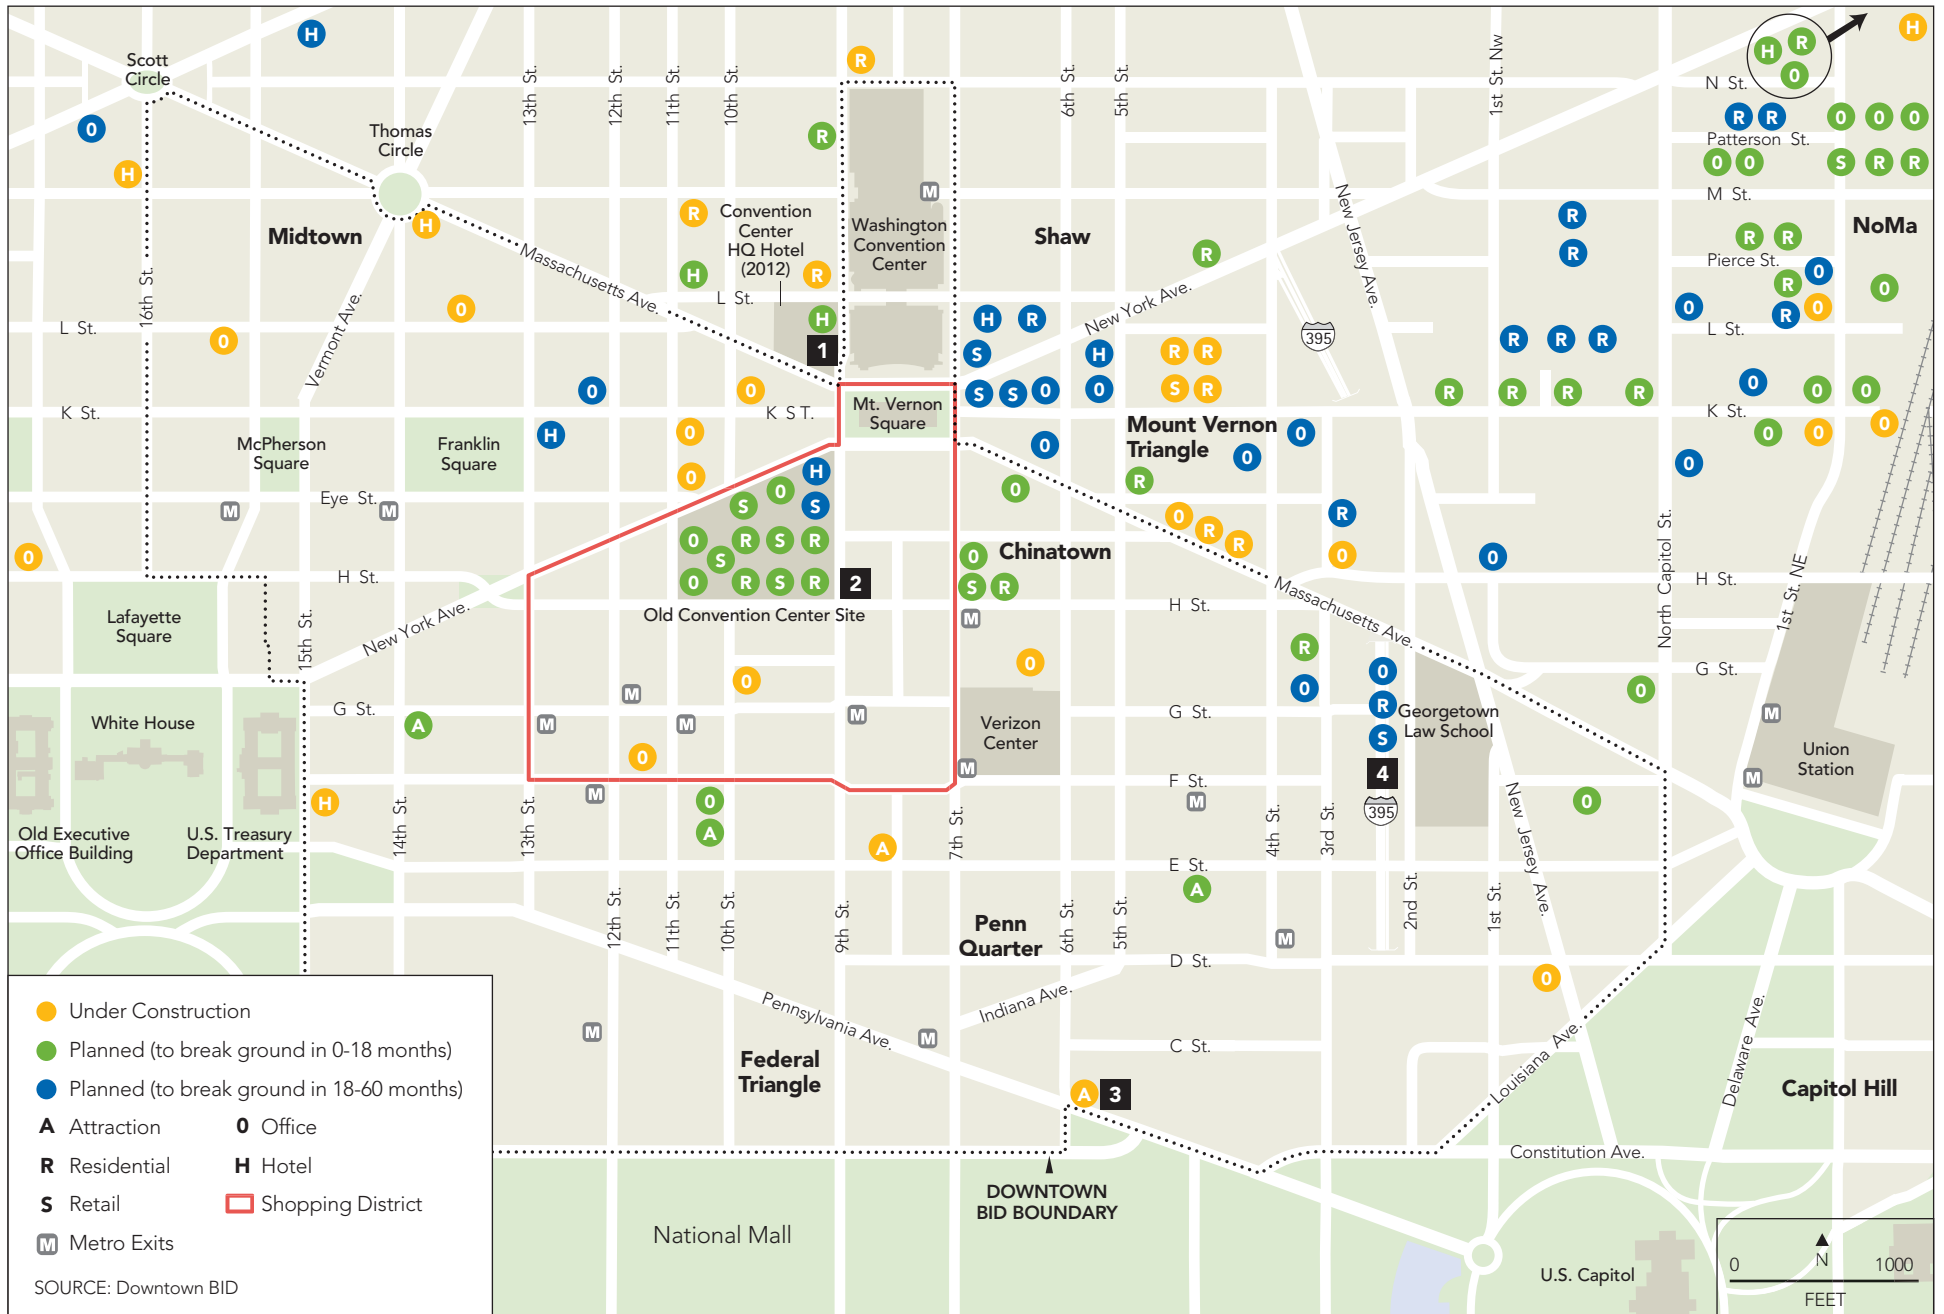 Scott
Circle
H
O
H
Thomas
Circle
H
Midtown
16th St.
Vermont Ave.
Massachusetts Ave.
13th St.
12th St.
11th St.
10th St.
R
R
R
Convention
Center
HQ Hotel
(2012)
H
R
L St.
H
1
Washington
Convention
Center
M
6th St.
5th St.
Shaw
R
New York Ave.
New Jersey Ave.
395
1st St. Nw
H
R
O
H
N St.
R R
O O O
Patterson St.
O O
S R R
M St.
NoMa
R
R
R R
Pierce St.
O
R
O
O
R
O
L St.
L St.
O
O
O
O
K St.
K ST.
H
McPherson
Square
Franklin
Square
O
O
Mt. Vernon
Square
H R
S
H
S S O
O
R R
S R
R R R
R R R R
O
O O
K St.
O O
O
O
Mount Vernon
Triangle
O
O
O
R
O
Eye St.
M
M
H
O
S
S
O R S R
S
O R S R
2
Old Convention Center Site
O
Chinatown
S R
M
O
R
R
R
O
O
O
H St.
H St.
H St.
Lafayette
Square
15th St.
New York Ave.
Massachusetts Ave.
North Capitol St.
1st St. NE
G St.
R
O
O
R
S
4
395
Georgetown
Law School
O
M
Union
Station
M
White House
G St.
A
M
M
M
O
M
O
O
Verizon
Center
M
G St.
F St.
M
O
Old Executive
Office Building
U.S. Treasury
Department
H
14th St.
13th St.
M
O
A
A
7th St.
4th St.
3rd St.
E St.
A
New Jersey Ave.
12th St.
11th St.
10th St.
9th St.
Penn
Quarter
6th St.
5th St.
M
2nd St.
1st St.
D St.
O
Indiana Ave.
Pennsylvania Ave.
M
M
C St.
Louisiana Ave.
Delaware Ave.
Federal
Triangle
A
3
Capitol Hill
Constitution Ave.
DOWNTOWN
BID BOUNDARY
National Mall
U.S. Capitol
Under Construction
Planned (to break ground in 0-18 months)
Planned (to break ground in 18-60 months)
A Attraction
O Office
R Residential
H Hotel
S Retail
Shopping District
M Metro Exits
SOURCE: Downtown BID
0
N
1000
FEET